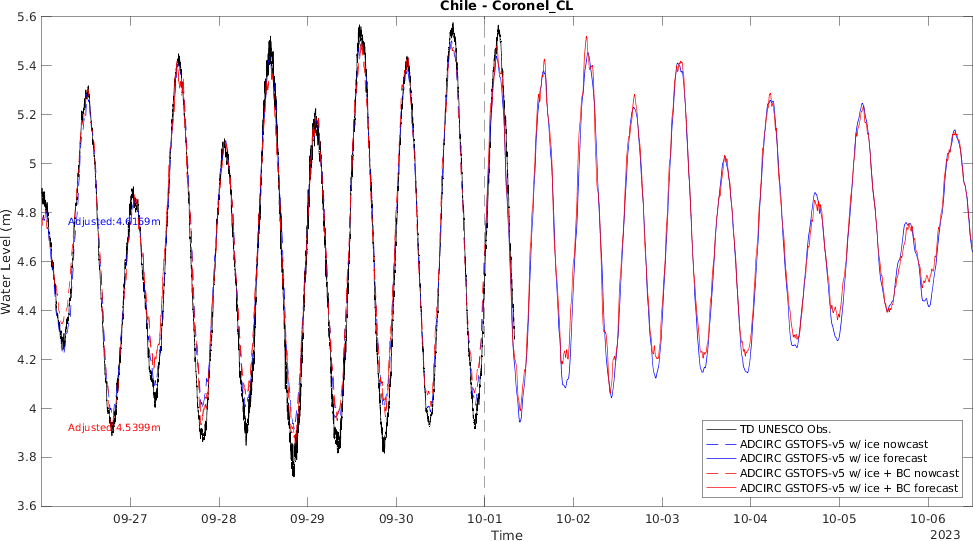 Chile - Coronel_CL
5.6
5.4
5.2
5
4.8
4.6
4.4
4.2
4
3.8
3.6
Water Level (m)
Adjusted:4.6159m
Adjusted:4.5399m
TD UNESCO Obs.
ADCIRC GSTOFS-v5 w/ ice nowcast
ADCIRC GSTOFS-v5 w/ ice forecast
ADCIRC GSTOFS-v5 w/ ice + BC nowcast
ADCIRC GSTOFS-v5 w/ ice + BC forecast
09-27 09-28 09-29 09-30 10-01 10-02 10-03 10-04 10-05 10-06
2023
Time